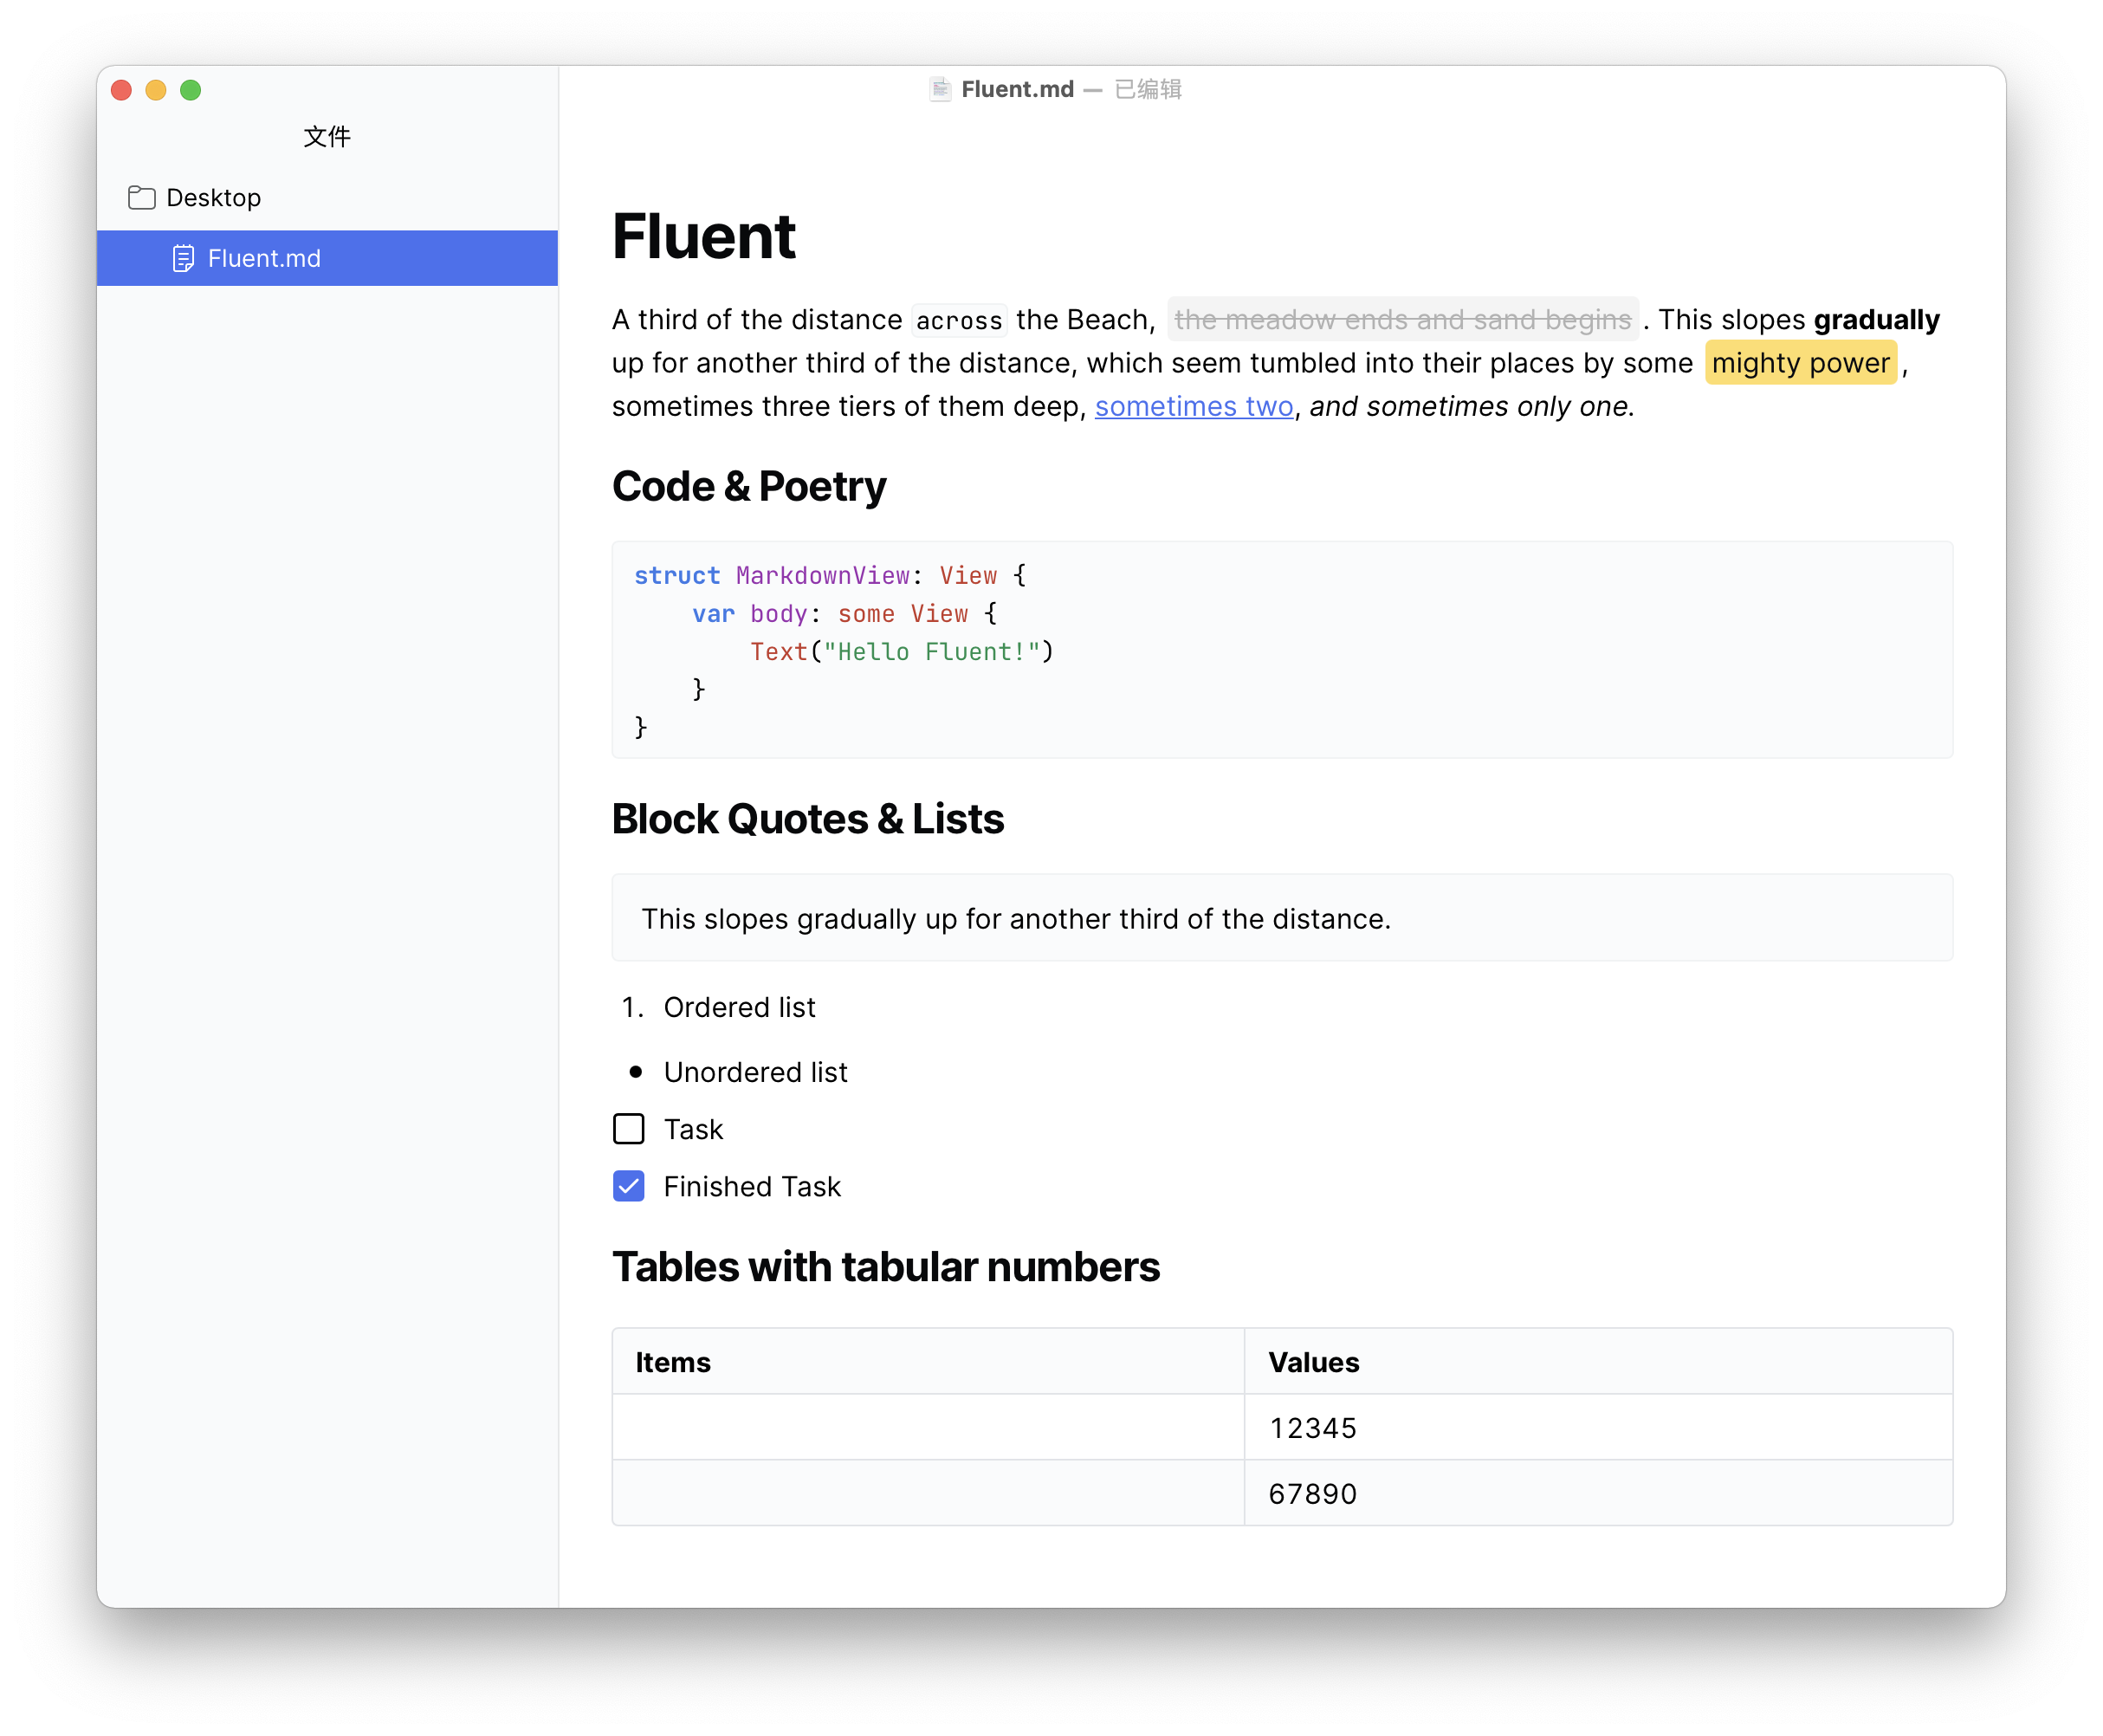 Fluent.md — 已编辑
文件
Desktop
Fluent.md
Fluent
A third of the distance across the Beach, the meadow ends and sand begins. This slopes gradually
up for another third of the distance, which seem tumbled into their places by some mighty power,
sometimes three tiers of them deep, sometimes two, and sometimes only one.
Code & Poetry
struct MarkdownView: View {
    var body: some View {
        Text("Hello Fluent!")
    }
}
Block Quotes & Lists
This slopes gradually up for another third of the distance.
1. Ordered list
• Unordered list
Task
Finished Task
Tables with tabular numbers
Items Values
12345
67890